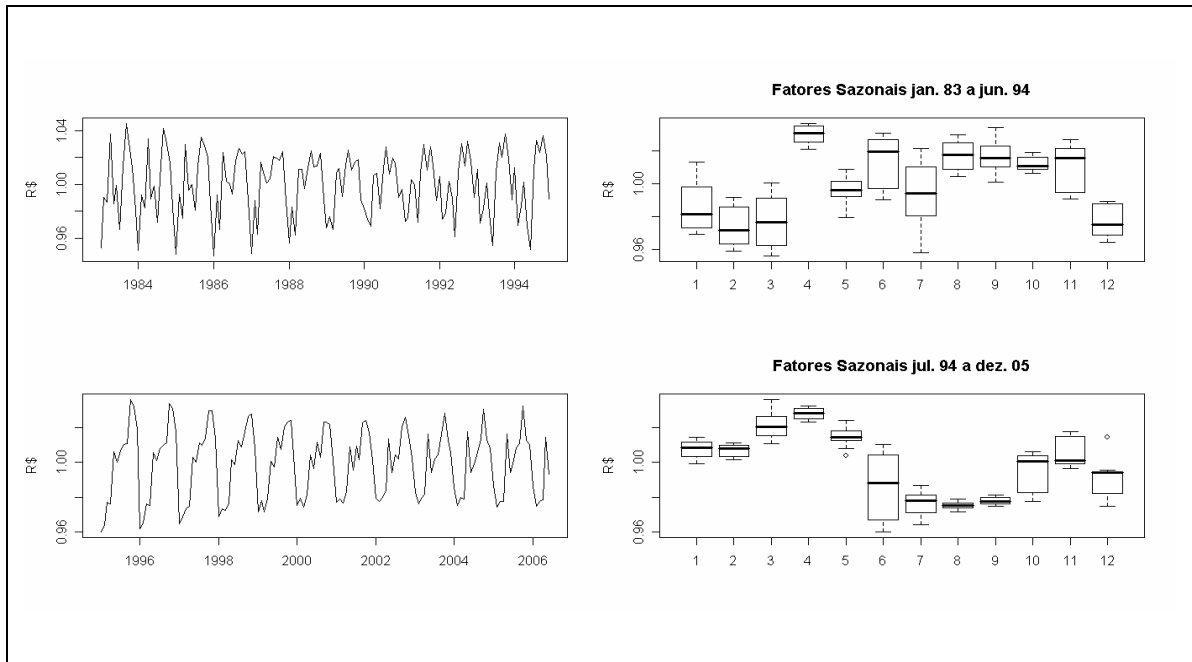 Fatores Sazonais jan. 83 a jun. 94
R$
0.96 1.00 1.04
1984 1986 1988 1990 1992 1994
R$
0.96 1.00
1 2 3 4 5 6 7 8 9 10 11 12
Fatores Sazonais jul. 94 a dez. 05
R$
0.96 1.00
1996 1998 2000 2002 2004 2006
R$
0.96 1.00
1 2 3 4 5 6 7 8 9 10 11 12